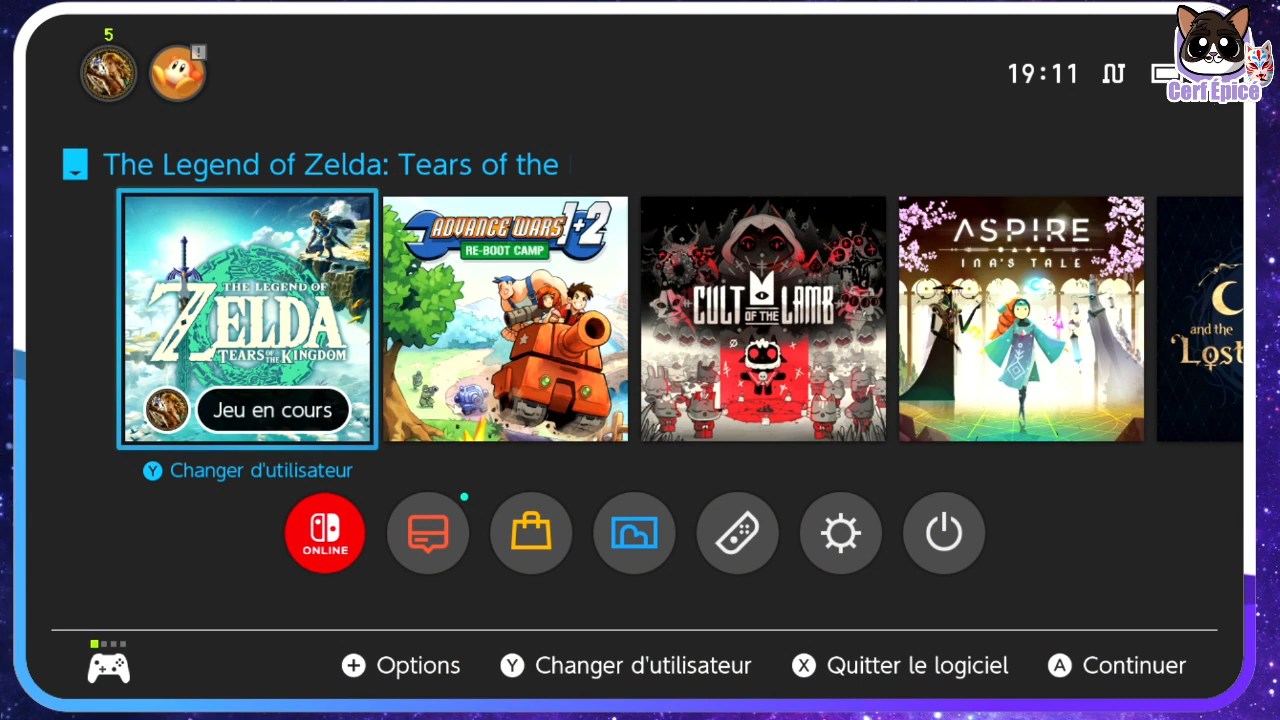 5
!
19:11
Cerf Épicé
The Legend of Zelda: Tears of the
THE LEGEND OF
ZELDA
TEARS OF THE KINGDOM
Jeu en cours
ADVANCE WARS 1+2
RE-BOOT CAMP
CULT OF THE LAMB
ASPIRE
INA'S TALE
and the
Lost
Y Changer d'utilisateur
ONLINE
+ Options
Y Changer d'utilisateur
X Quitter le logiciel
A Continuer